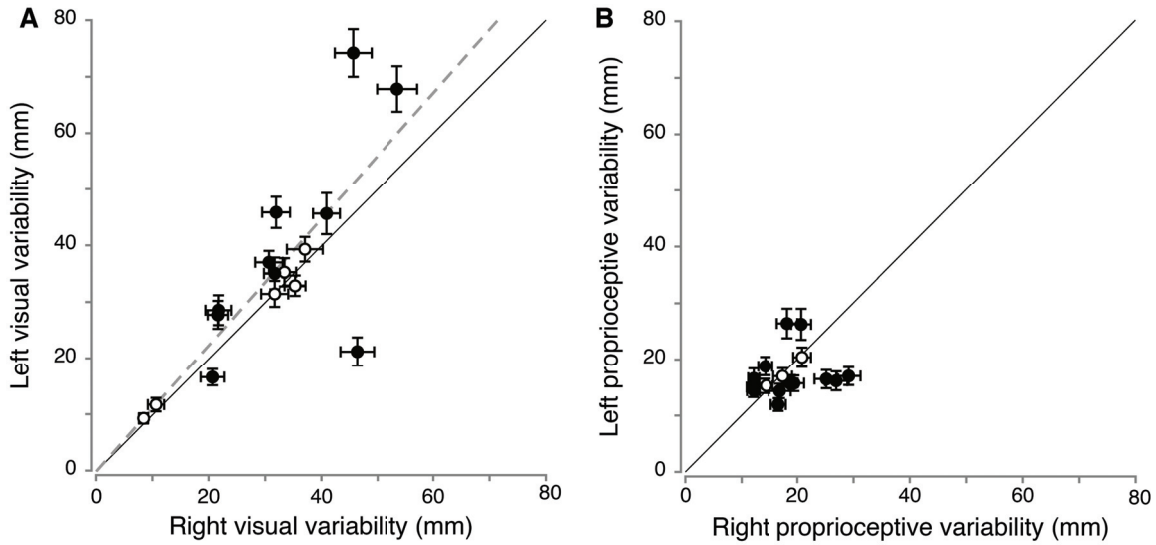 A
80
60
40
20
0
0 20 40 60 80
Left visual variability (mm)
Right visual variability (mm)
B
80
60
40
20
0
0 20 40 60 80
Left proprioceptive variability (mm)
Right proprioceptive variability (mm)